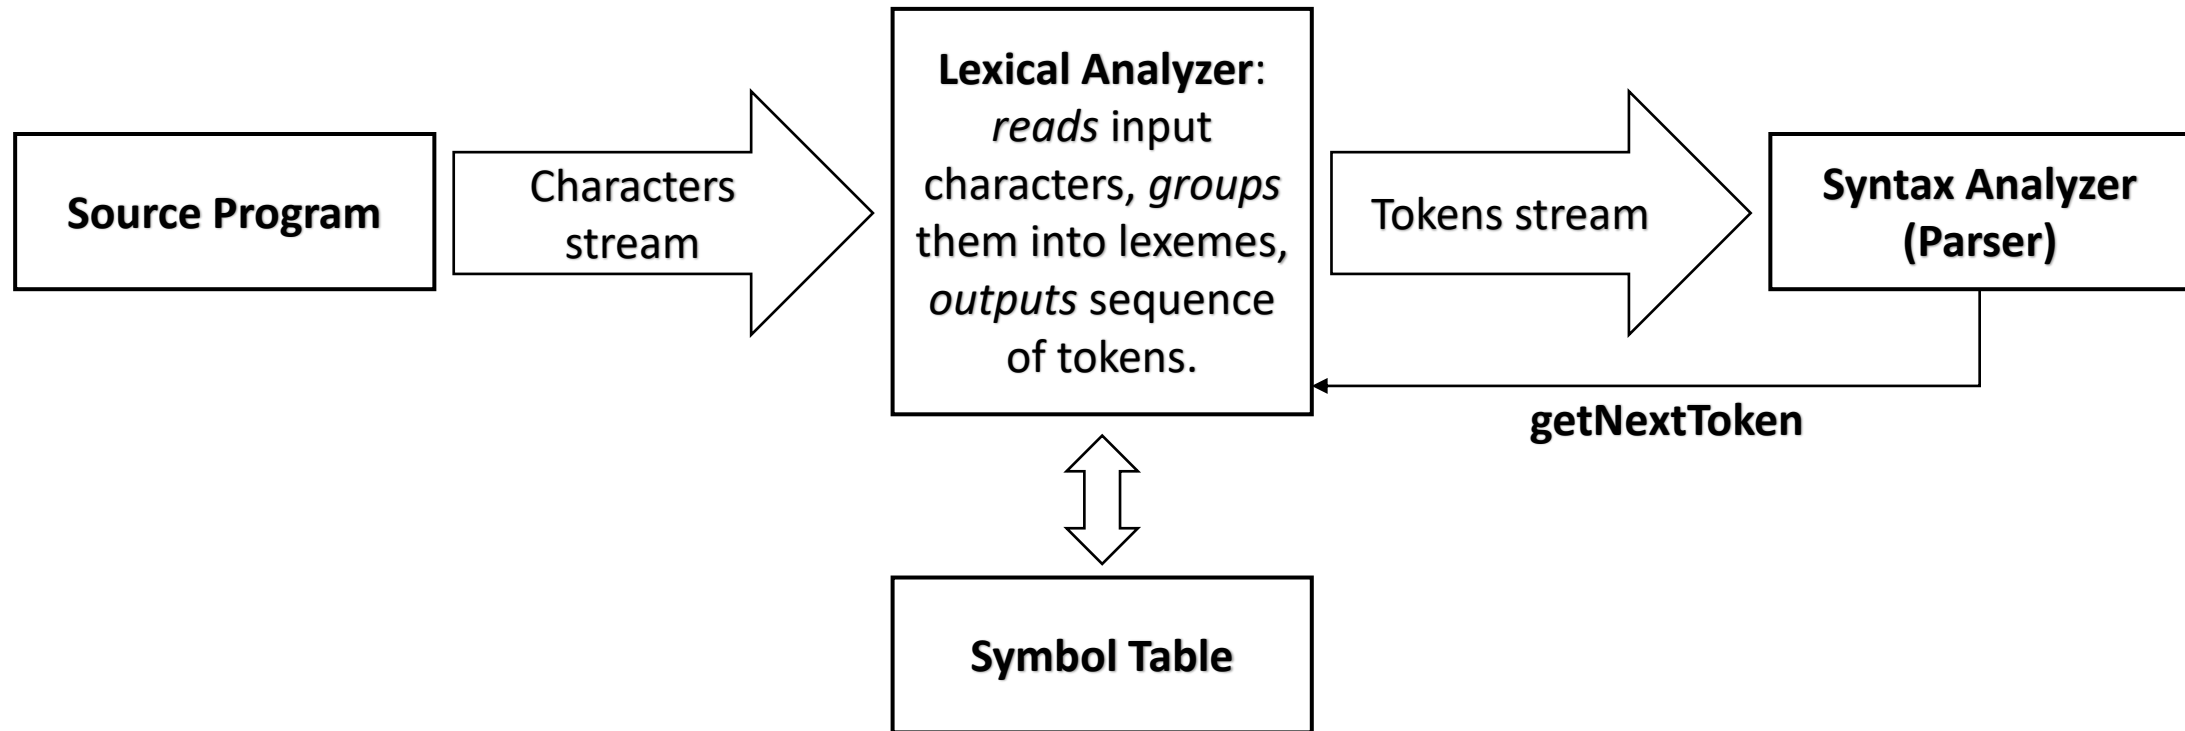 Source Program
Characters
stream
Lexical Analyzer:
reads input
characters, groups
them into lexemes,
outputs sequence
of tokens.
Tokens stream
Syntax Analyzer
(Parser)
getNextToken
Symbol Table